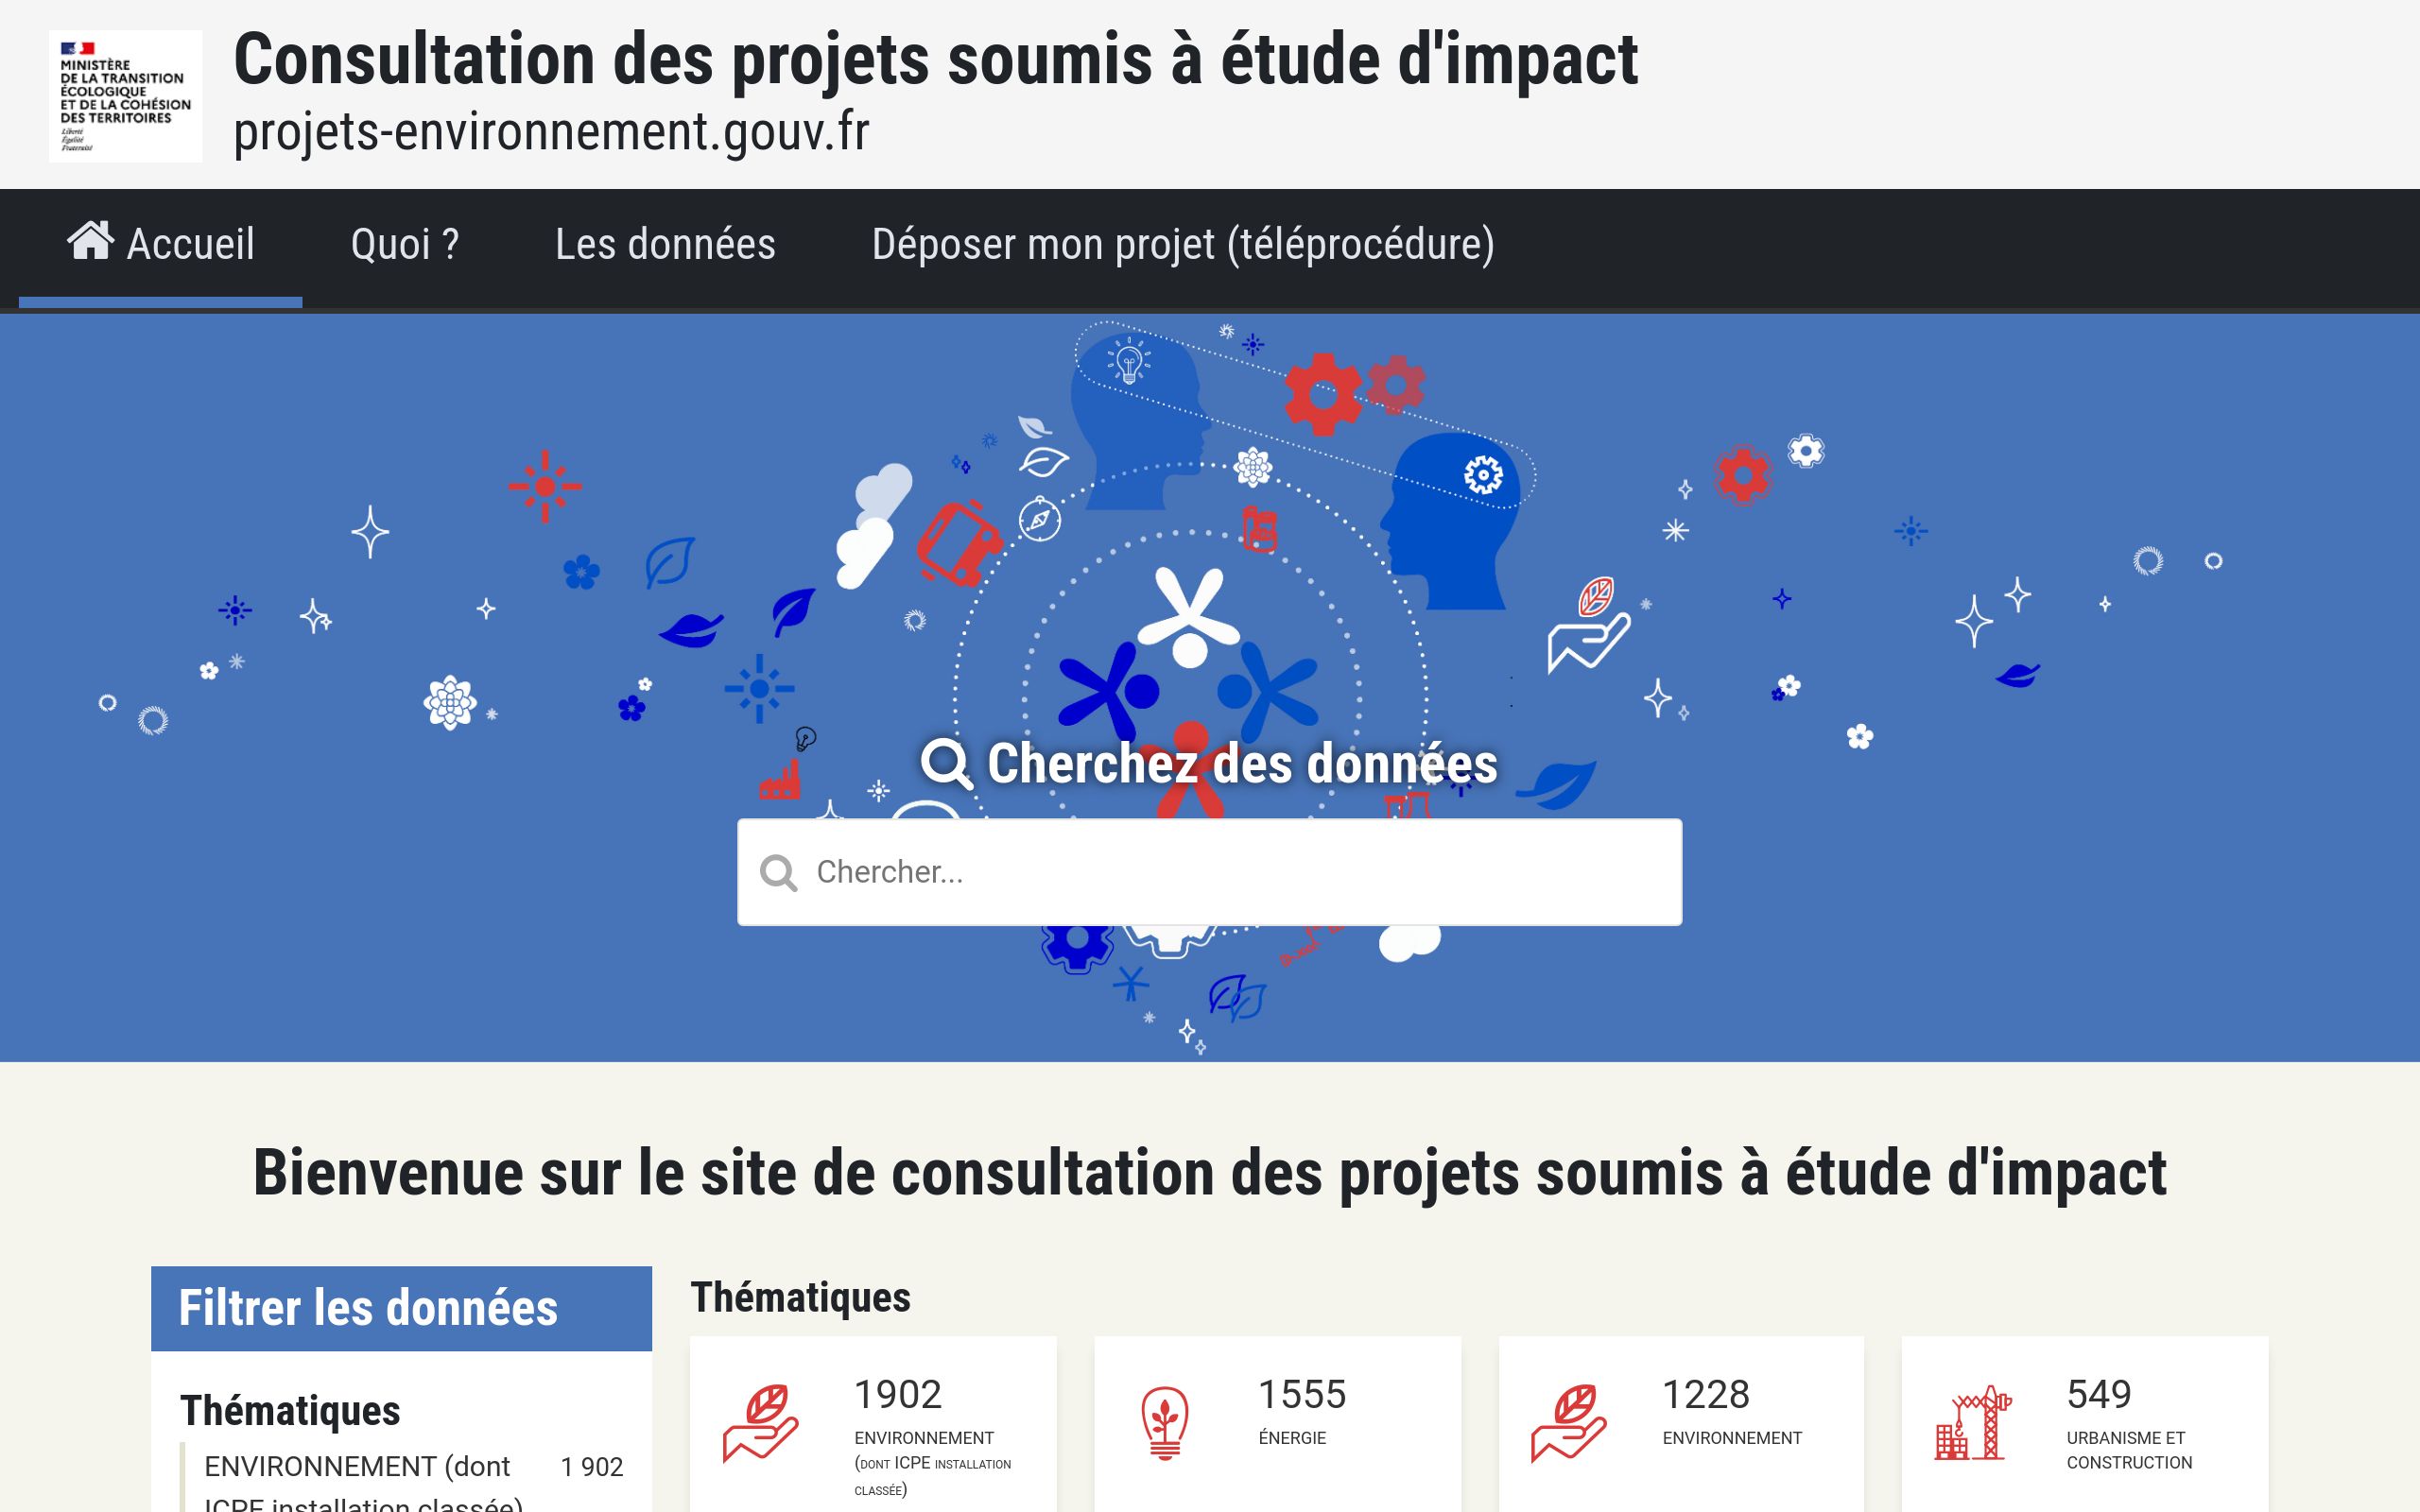 MINISTÈRE
DE LA TRANSITION
ÉCOLOGIQUE
ET DE LA COHÉSION
DES TERRITOIRES
Liberté
Égalité
Fraternité
Consultation des projets soumis à étude d'impact
projets-environnement.gouv.fr
Accueil
Quoi ?
Les données
Déposer mon projet (téléprocédure)
Cherchez des données
Chercher...
Bienvenue sur le site de consultation des projets soumis à étude d'impact
Filtrer les données
Thématiques
ENVIRONNEMENT (dont 1 902
ICPE installation classée)
Thématiques
1902
ENVIRONNEMENT
(DONT ICPE INSTALLATION
CLASSÉE)
1555
ÉNERGIE
1228
ENVIRONNEMENT
549
URBANISME ET
CONSTRUCTION